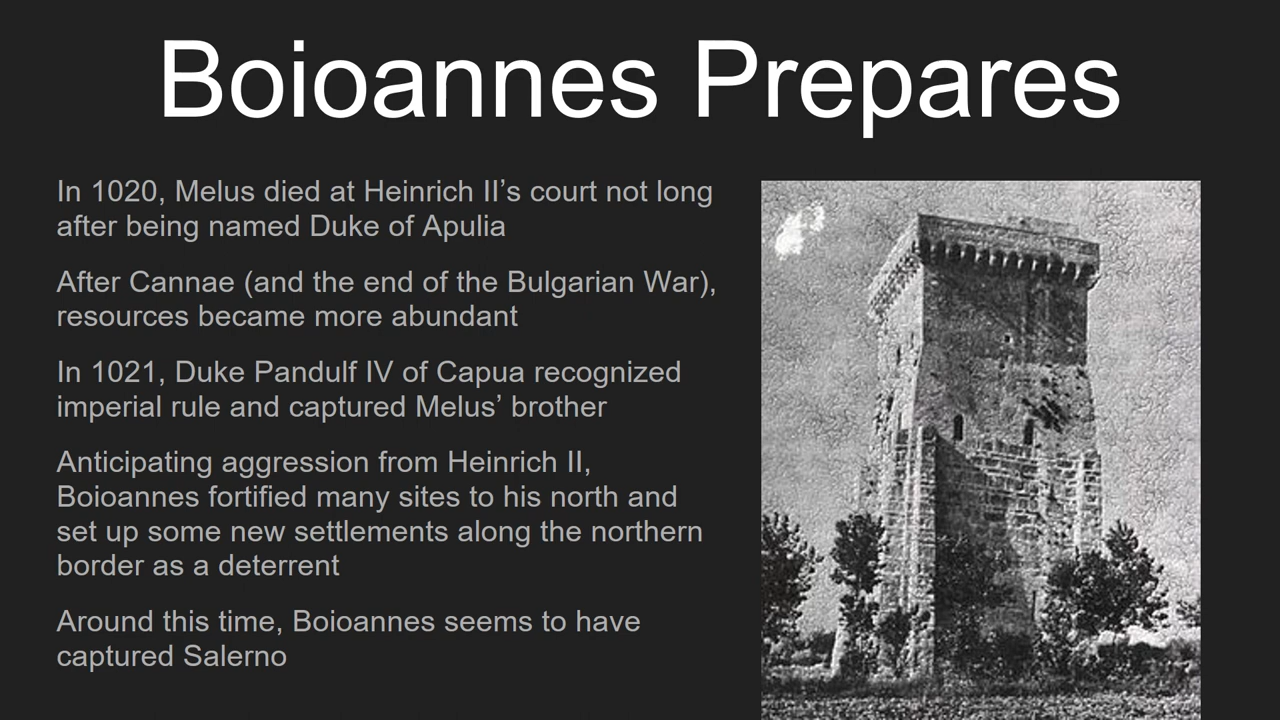 Boioannes Prepares
In 1020, Melus died at Heinrich II’s court not long
after being named Duke of Apulia
After Cannae (and the end of the Bulgarian War),
resources became more abundant
In 1021, Duke Pandulf IV of Capua recognized
imperial rule and captured Melus’ brother
Anticipating aggression from Heinrich II,
Boioannes fortified many sites to his north and
set up some new settlements along the northern
border as a deterrent
Around this time, Boioannes seems to have
captured Salerno